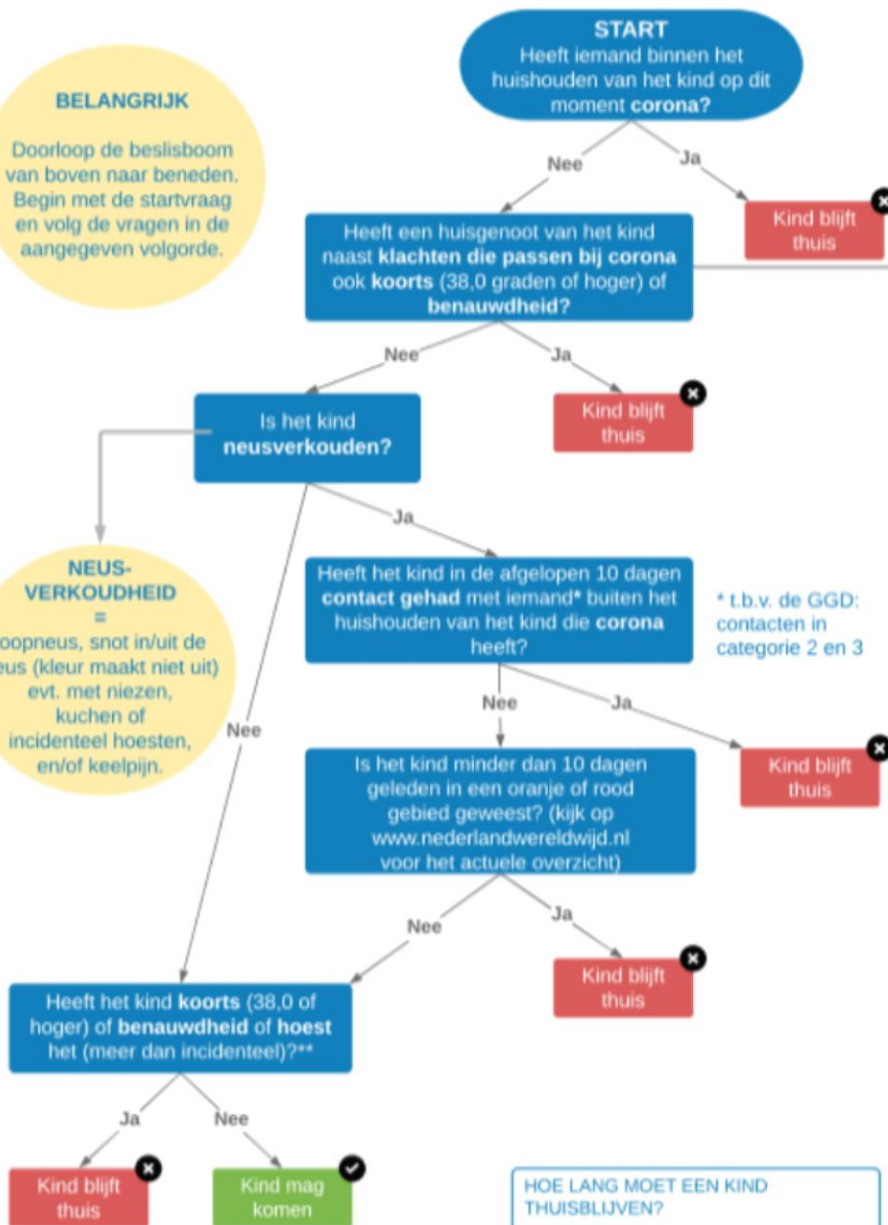 START
Heeft iemand binnen het
huishouden van het kind op dit
moment corona?
BELANGRIJK
Doorloop de beslisboom
van boven naar beneden.
Begin met de startvraag
en volg de vragen in de
aangegeven volgorde.
Nee
Ja
Kind blijft
thuis
Heeft een huisgenoot van het kind
naast klachten die passen bij corona
ook koorts (38,0 graden of hoger) of
benauwdheid?
Nee
Ja
Kind blijft
thuis
Is het kind
neusverkouden?
Ja
Nee
NEUS-
VERKOUDHEID
=
oopneus, snot in/uit de
eus (kleur maakt niet uit)
evt. met niezen,
kuchen of
incidenteel hoesten,
en/of keelpijn.
Heeft het kind in de afgelopen 10 dagen
contact gehad met iemand* buiten het
huishouden van het kind die corona
heeft?
* t.b.v. de GGD:
contacten in
categorie 2 en 3
Nee
Ja
Kind blijft
thuis
Is het kind minder dan 10 dagen
geleden in een oranje of rood
gebied geweest? (kijk op
www.nederlandwereldwijd.nl
voor het actuele overzicht)
Nee
Ja
Kind blijft
thuis
Heeft het kind koorts (38,0 of
hoger) of benauwdheid of hoest
het (meer dan incidenteel)?**
Ja
Nee
Kind blijft
thuis
Kind mag
komen
HOE LANG MOET EEN KIND
THUISBLIJVEN?